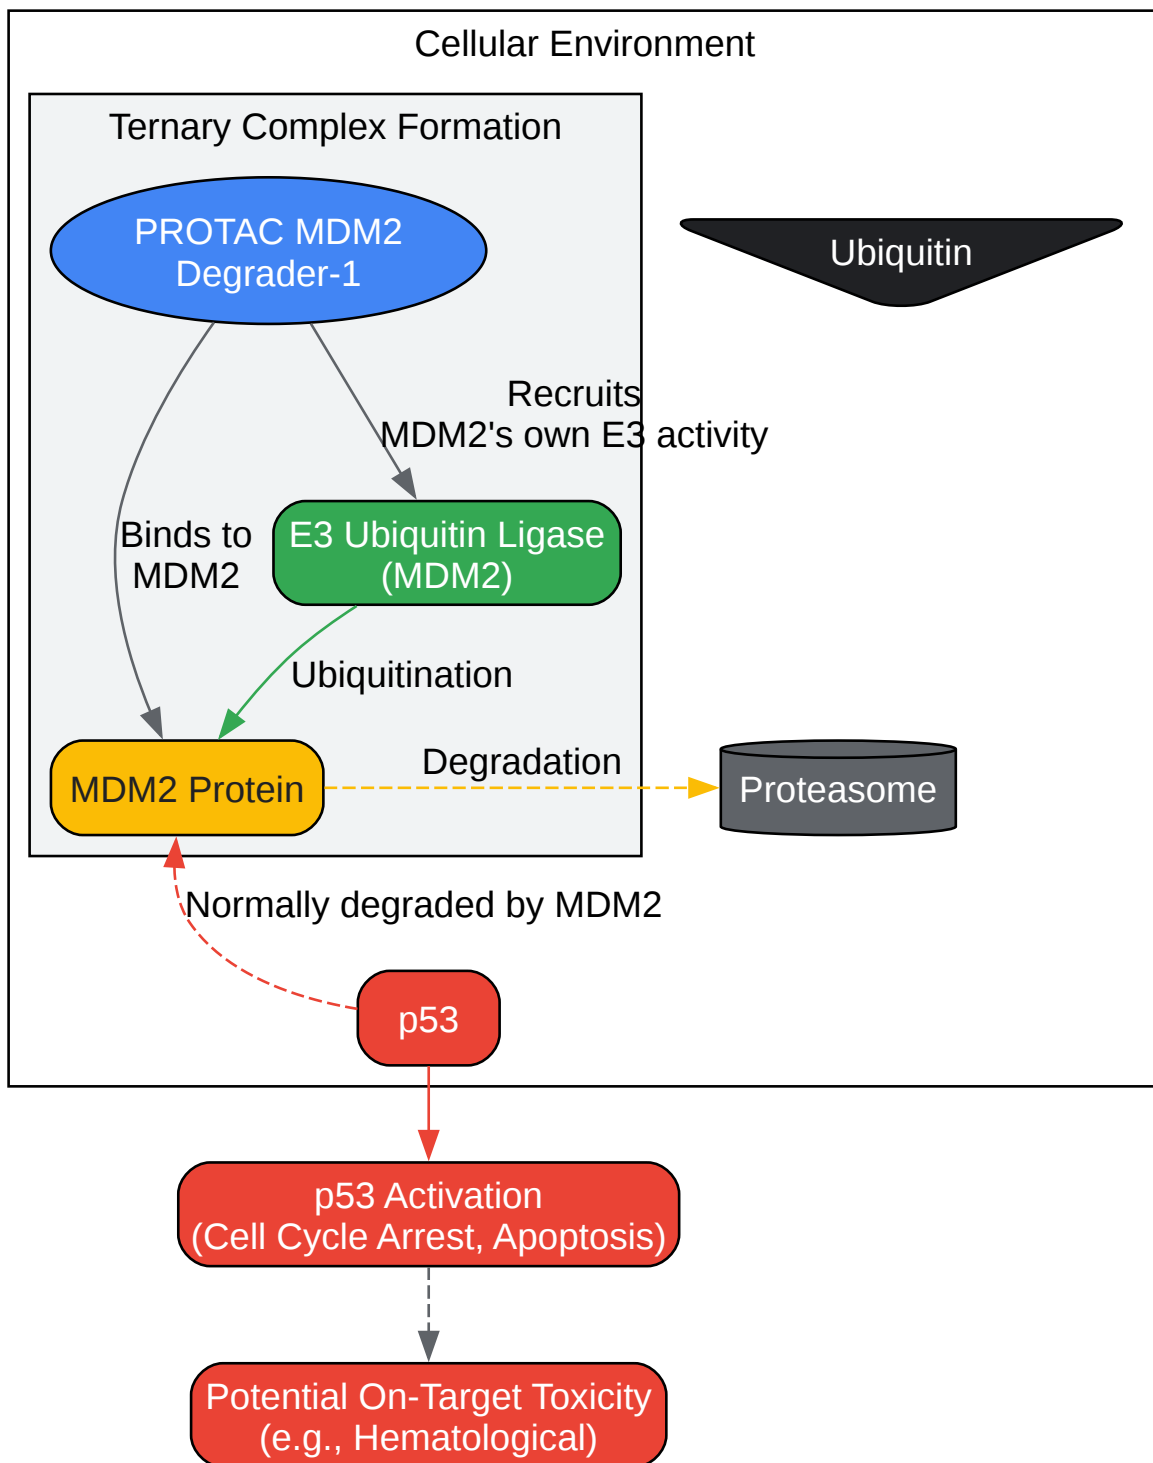 Cellular Environment
Ternary Complex Formation
PROTAC MDM2
Degrader-1
Ubiquitin
Recruits
MDM2's own E3 activity
Binds to
MDM2
E3 Ubiquitin Ligase
(MDM2)
Ubiquitination
MDM2 Protein
Degradation
Proteasome
Normally degraded by MDM2
p53
p53 Activation
(Cell Cycle Arrest, Apoptosis)
Potential On-Target Toxicity
(e.g., Hematological)